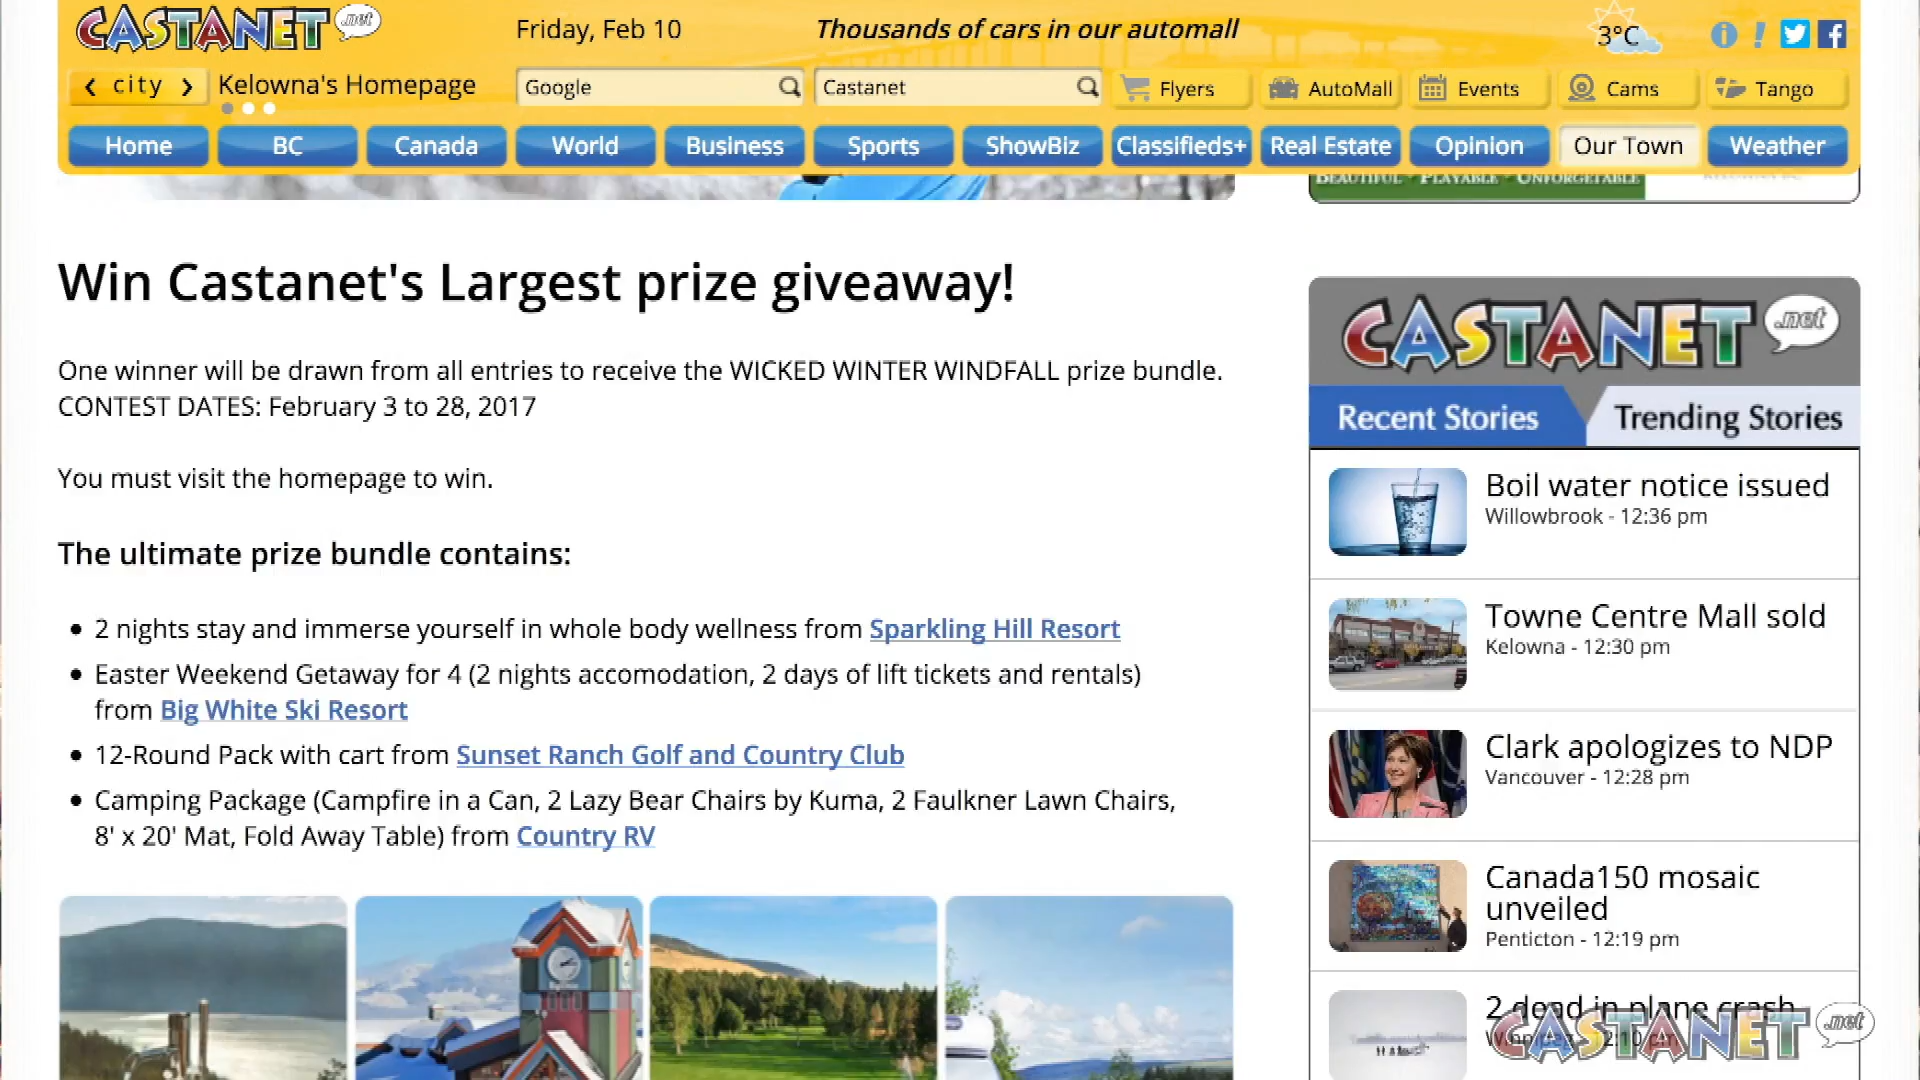 CASTANET .net
Friday, Feb 10
Thousands of cars in our automall
3°C
city
Kelowna's Homepage
Google
Castanet
Flyers
AutoMall
Events
Cams
Tango
Home
BC
Canada
World
Business
Sports
ShowBiz
Classifieds+
Real Estate
Opinion
Our Town
Weather
BEAUTIFUL • PLAYABLE • UNFORGETABLE
Win Castanet's Largest prize giveaway!
One winner will be drawn from all entries to receive the WICKED WINTER WINDFALL prize bundle.
CONTEST DATES: February 3 to 28, 2017
You must visit the homepage to win.
The ultimate prize bundle contains:
• 2 nights stay and immerse yourself in whole body wellness from Sparkling Hill Resort
• Easter Weekend Getaway for 4 (2 nights accomodation, 2 days of lift tickets and rentals)
from Big White Ski Resort
• 12-Round Pack with cart from Sunset Ranch Golf and Country Club
• Camping Package (Campfire in a Can, 2 Lazy Bear Chairs by Kuma, 2 Faulkner Lawn Chairs,
8' x 20' Mat, Fold Away Table) from Country RV
CASTANET .net
Recent Stories
Trending Stories
Boil water notice issued
Willowbrook - 12:36 pm
Towne Centre Mall sold
Kelowna - 12:30 pm
Clark apologizes to NDP
Vancouver - 12:28 pm
Canada150 mosaic
unveiled
Penticton - 12:19 pm
2 dead in plane crash
Winnipeg - 12:10 pm
CASTANET .net